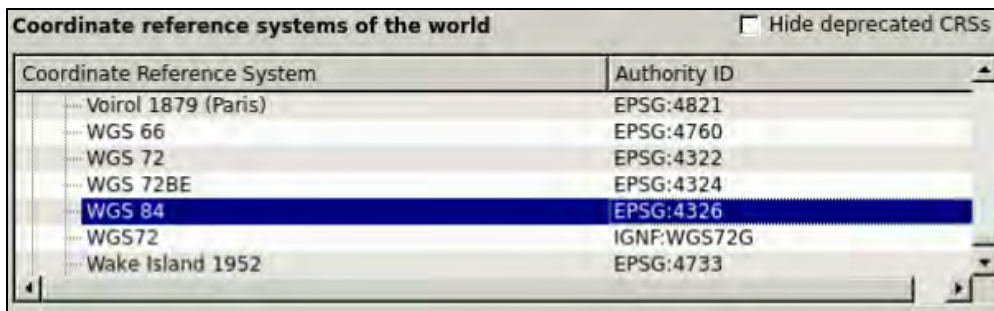 Coordinate reference systems of the world Hide deprecated CRSs
Coordinate Reference System Authority ID
Voirol 1879 (Paris) EPSG:4821
WGS 66 EPSG:4760
WGS 72 EPSG:4322
WGS 72BE EPSG:4324
WGS 84 EPSG:4326
WGS72 IGNF:WGS72G
Wake Island 1952 EPSG:4733